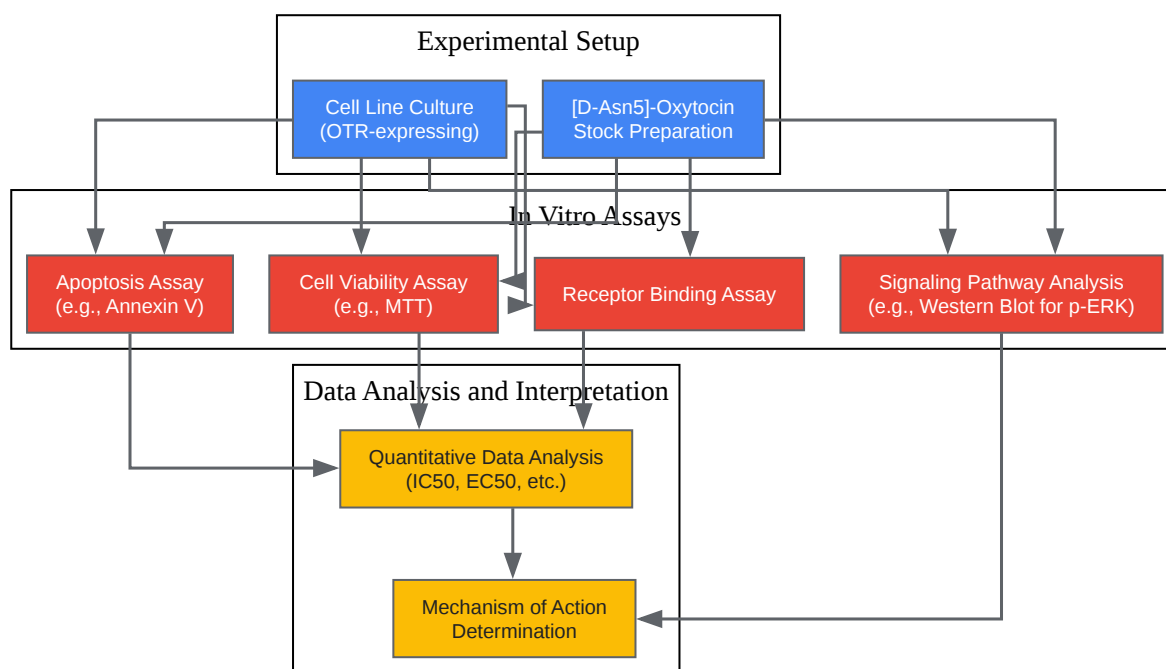 Experimental Setup
Cell Line Culture
(OTR-expressing)
[D-Asn5]-Oxytocin
Stock Preparation
In Vitro Assays
Apoptosis Assay
(e.g., Annexin V)
Cell Viability Assay
(e.g., MTT)
Receptor Binding Assay
Signaling Pathway Analysis
(e.g., Western Blot for p-ERK)
Data Analysis and Interpretation
Quantitative Data Analysis
(IC50, EC50, etc.)
Mechanism of Action
Determination